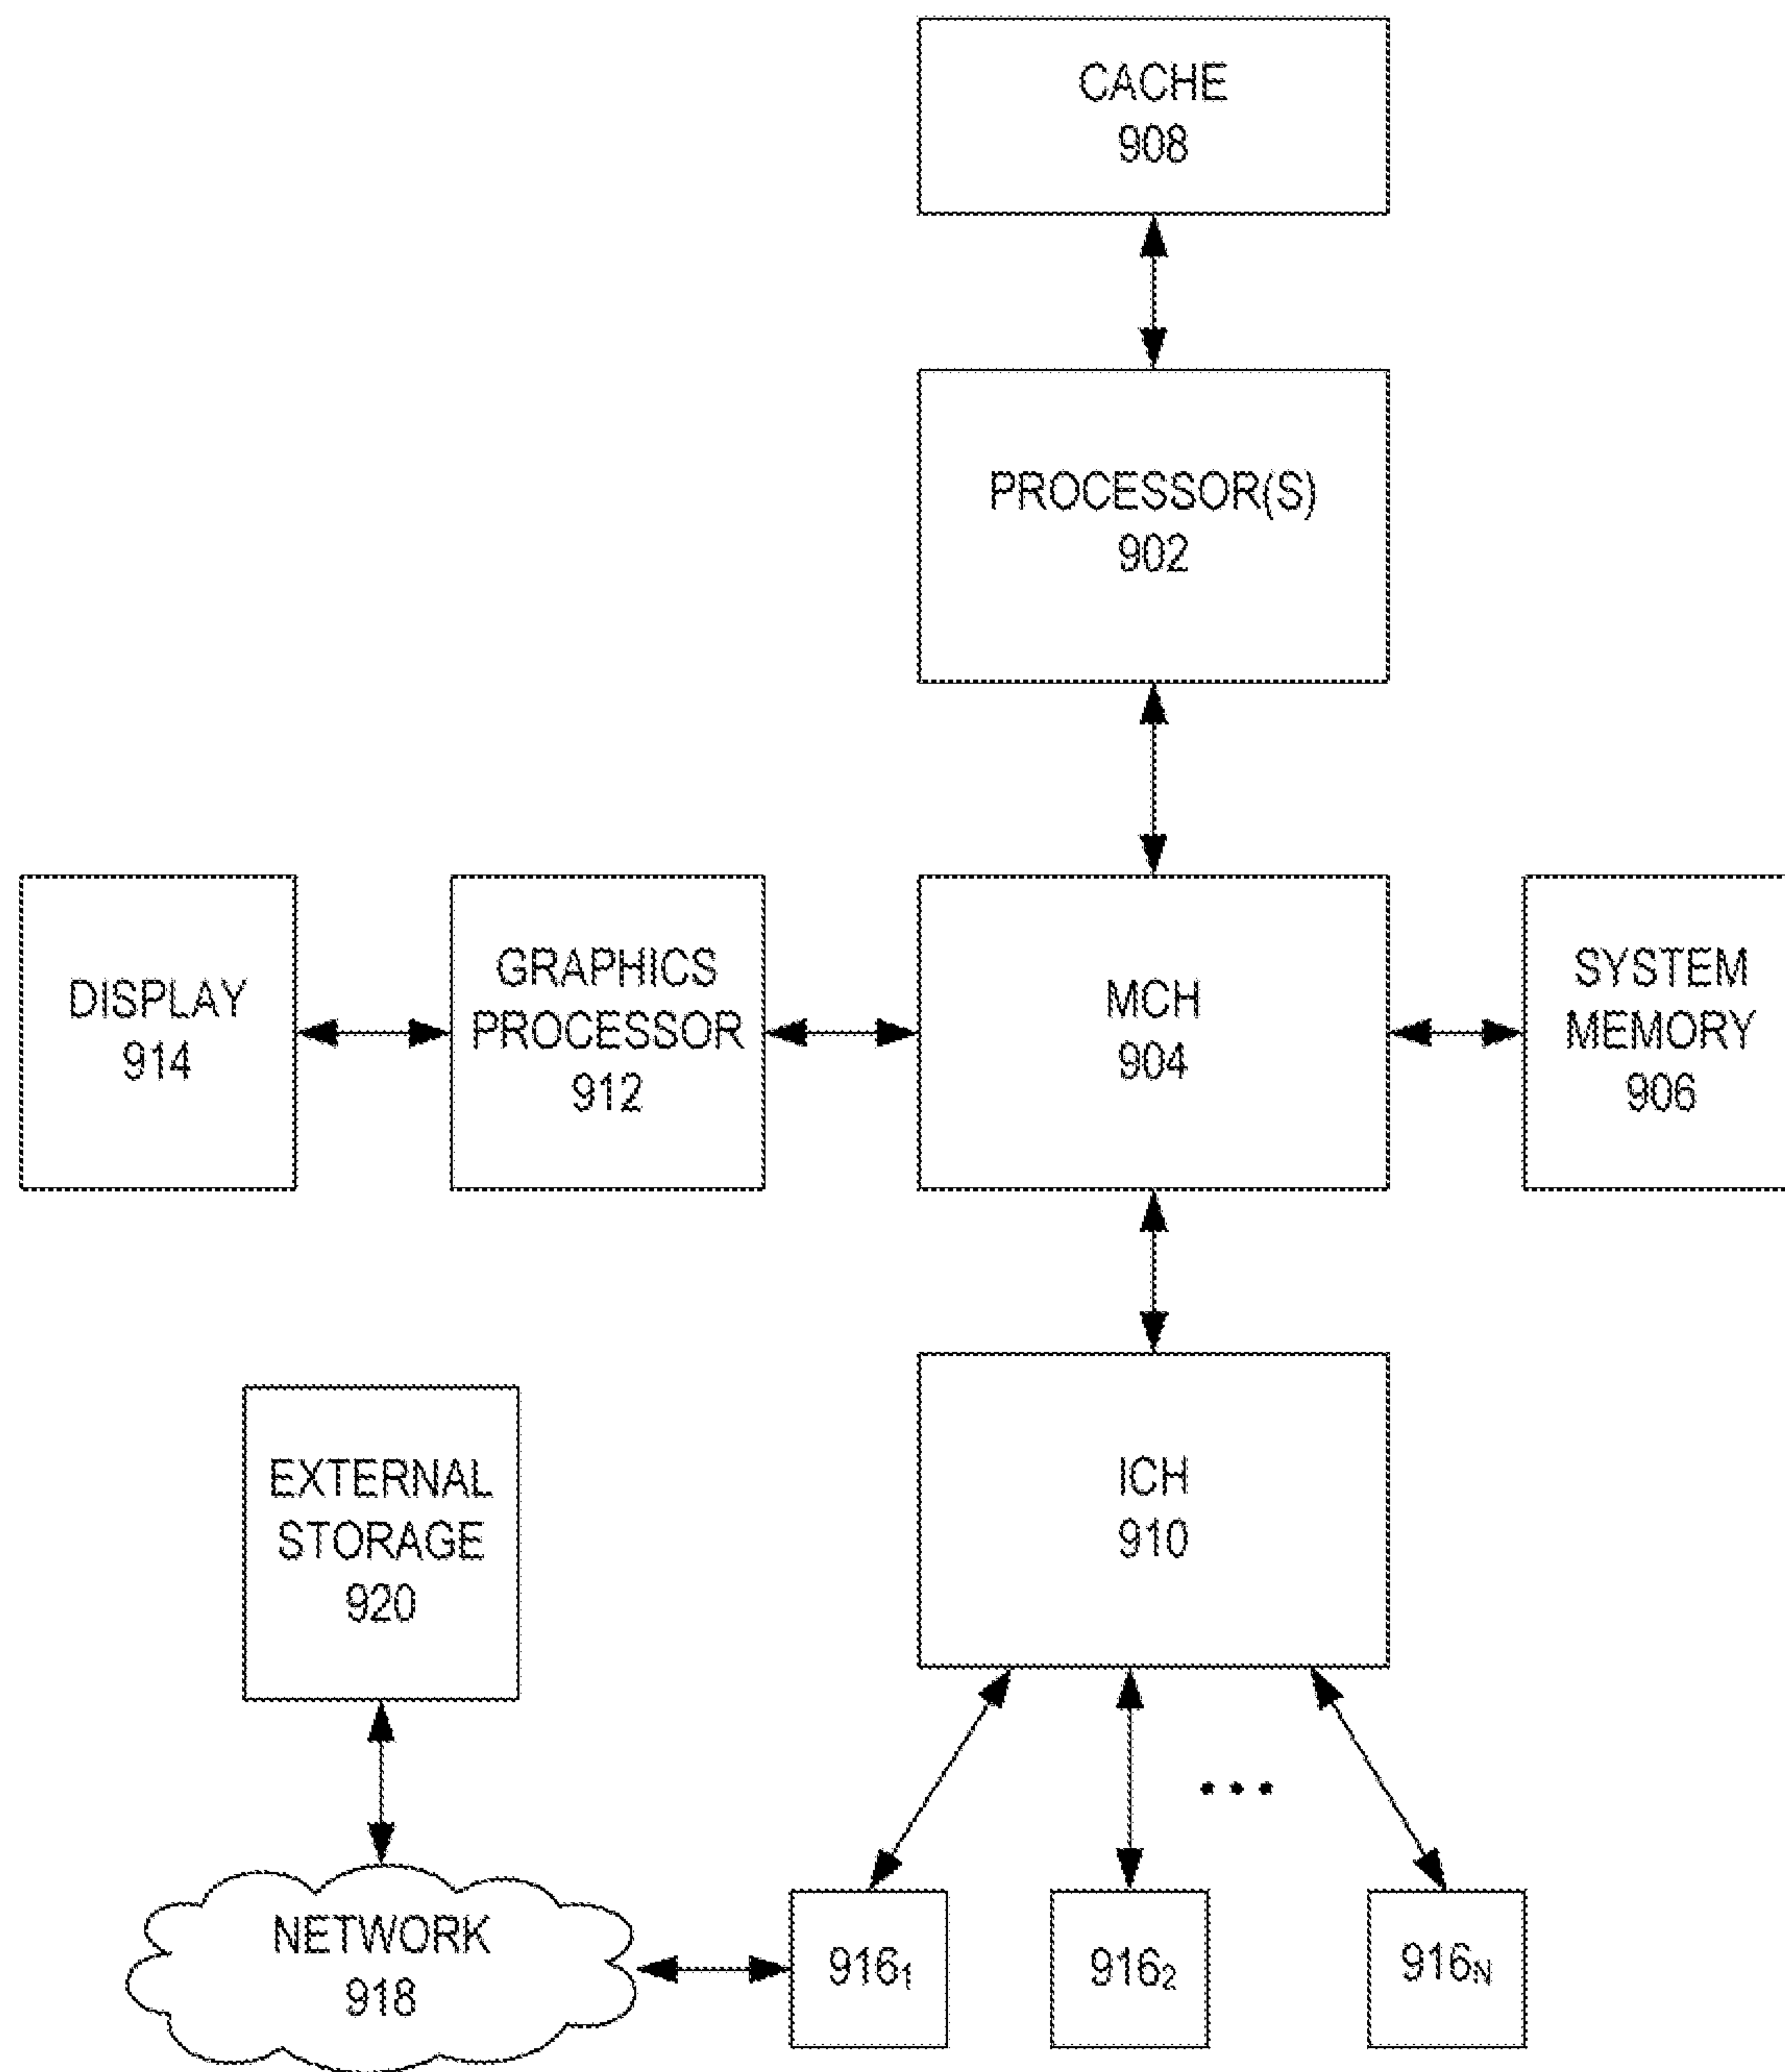 CACHE
908
PROCESSOR(S)
902
DISPLAY
914
GRAPHICS
PROCESSOR
912
MCH
904
SYSTEM
MEMORY
906
EXTERNAL
STORAGE
920
ICH
910
•••
NETWORK
918
916₁
916₂
916N